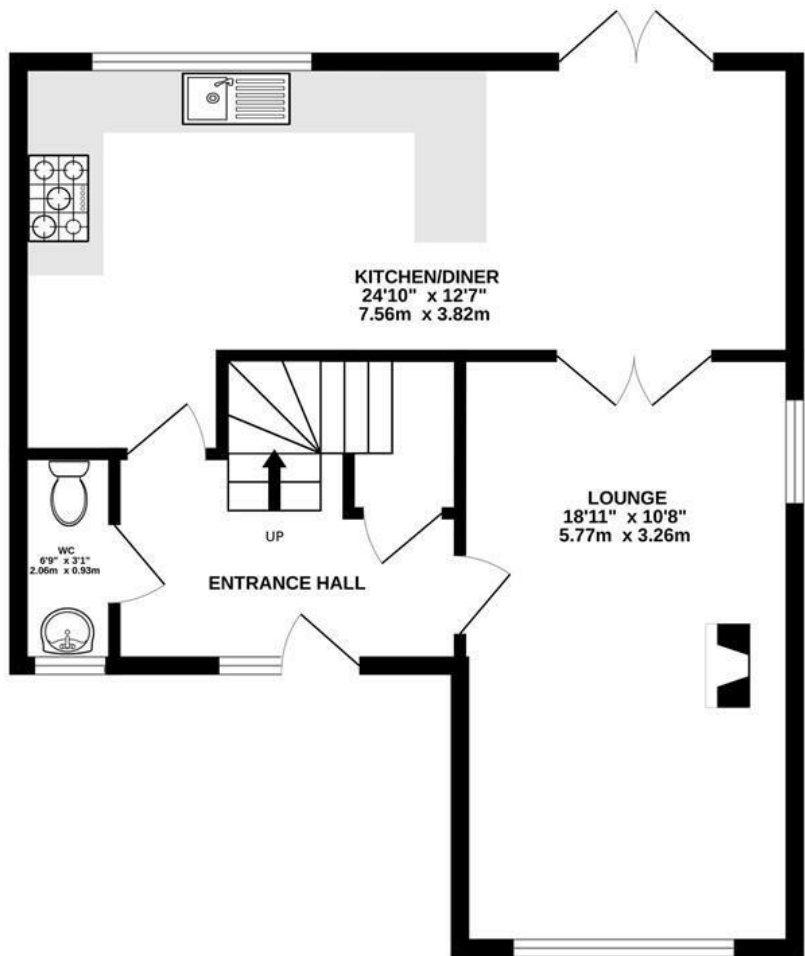 KITCHEN/DINER
24'10" x 12'7"
7.56m x 3.82m
LOUNGE
18'11" x 10'8"
5.77m x 3.26m
UP
WC
6'9" x 3'1"
2.06m x 0.93m
ENTRANCE HALL